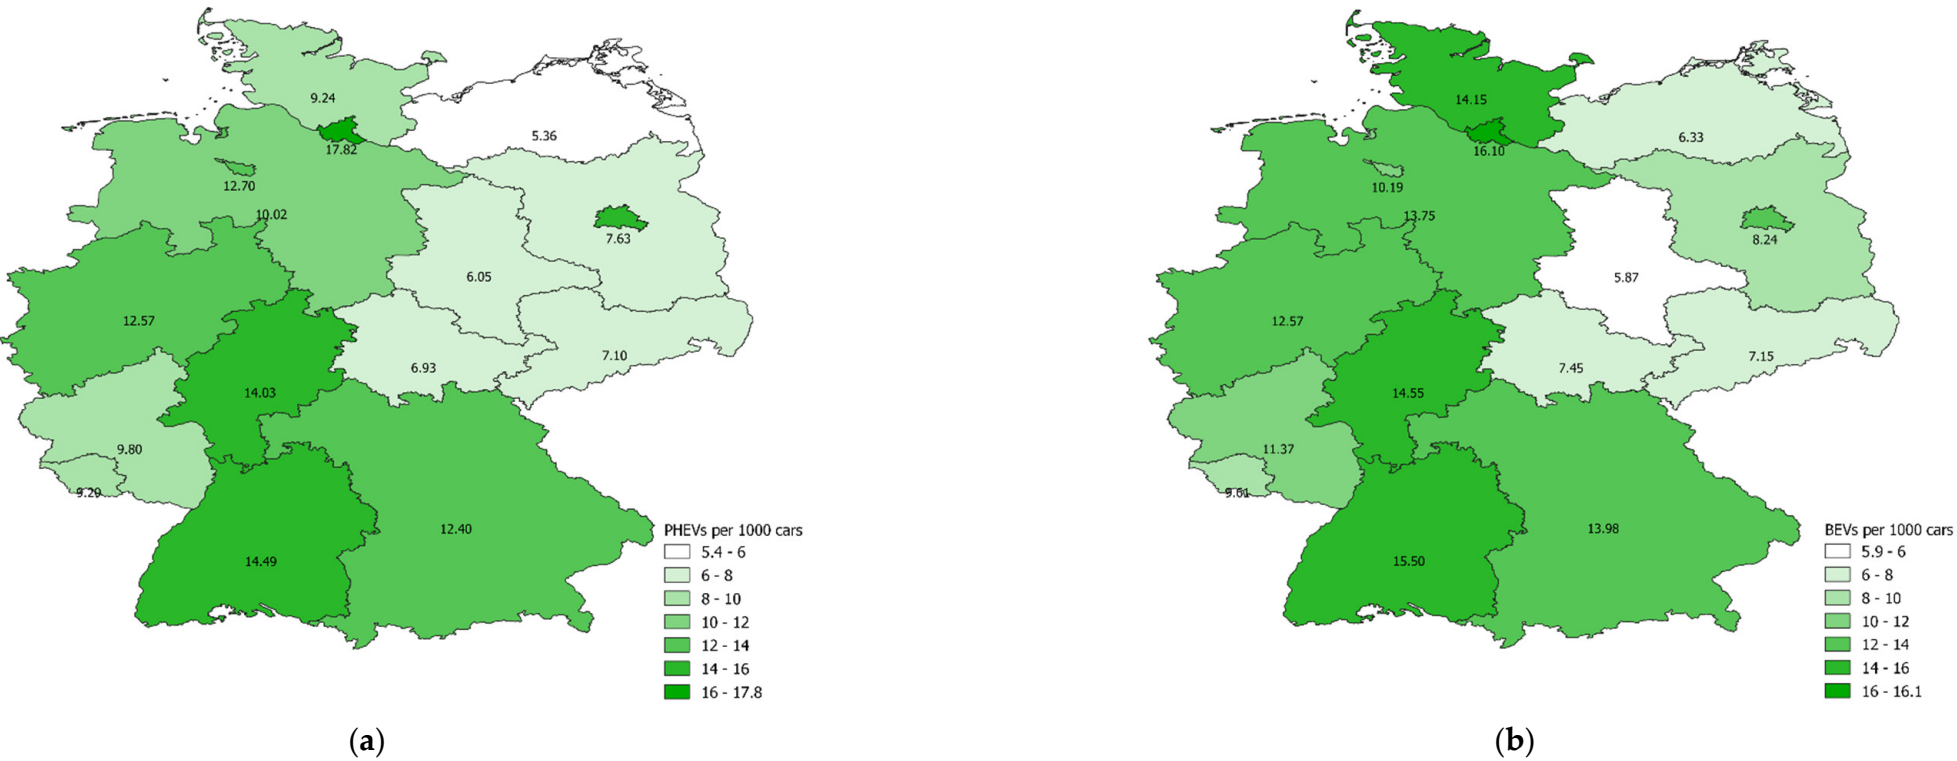 9.24
5.36
17.82
12.70
10.02
7.63
6.05
12.57
7.10
6.93
14.03
9.80
9.20
12.40
14.49
PHEVs per 1000 cars
5.4 - 6
6 - 8
8 - 10
10 - 12
12 - 14
14 - 16
16 - 17.8
(a)
14.15
6.33
16.10
10.19
13.75
8.24
5.87
12.57
7.15
7.45
14.55
11.37
9.61
13.98
15.50
BEVs per 1000 cars
5.9 - 6
6 - 8
8 - 10
10 - 12
12 - 14
14 - 16
16 - 16.1
(b)